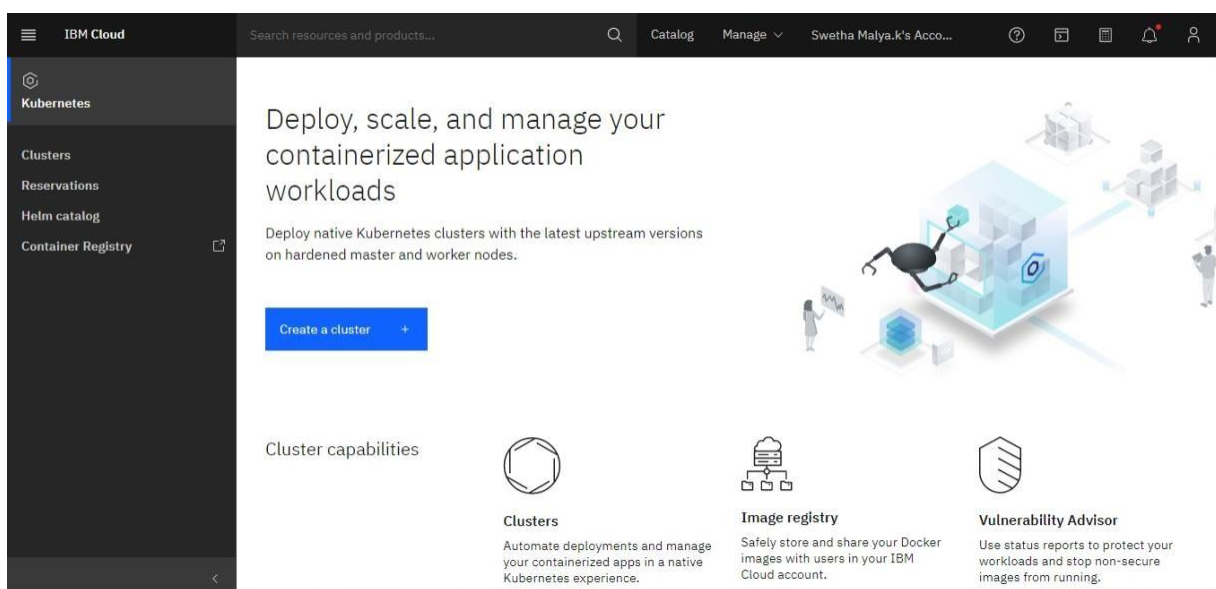 IBM Cloud
Search resources and products...
Catalog
Manage
Swetha Malya.k's Acco...
Kubernetes
Clusters
Reservations
Helm catalog
Container Registry
Deploy, scale, and manage your
containerized application
workloads
Deploy native Kubernetes clusters with the latest upstream versions
on hardened master and worker nodes.
Create a cluster +
Cluster capabilities
Clusters
Automate deployments and manage
your containerized apps in a native
Kubernetes experience.
Image registry
Safely store and share your Docker
images with users in your IBM
Cloud account.
Vulnerability Advisor
Use status reports to protect your
workloads and stop non-secure
images from running.